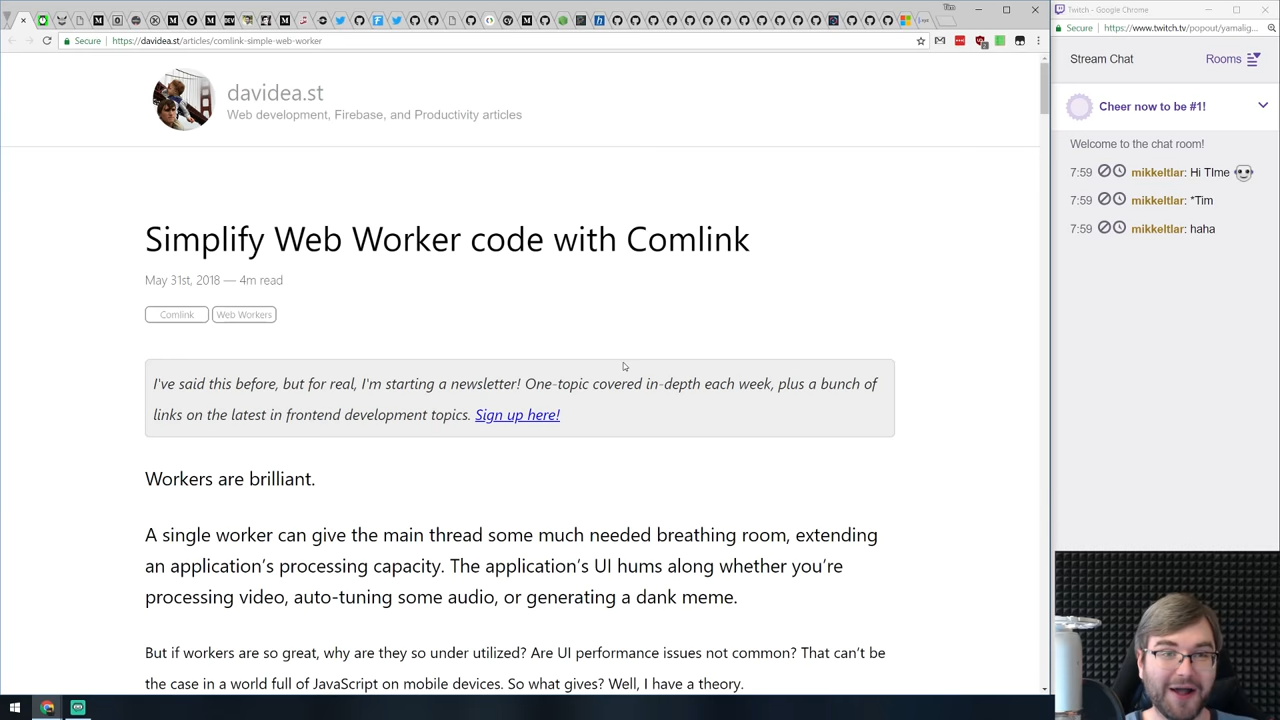 Tim
Secure
https://davidea.st/articles/comlink-simple-web-worker
davidea.st
Web development, Firebase, and Productivity articles
Simplify Web Worker code with Comlink
May 31st, 2018 — 4m read
Comlink
Web Workers
I've said this before, but for real, I'm starting a newsletter! One-topic covered in-depth each week, plus a bunch of
links on the latest in frontend development topics. Sign up here!
Workers are brilliant.
A single worker can give the main thread some much needed breathing room, extending
an application's processing capacity. The application's UI hums along whether you're
processing video, auto-tuning some audio, or generating a dank meme.
But if workers are so great, why are they so under utilized? Are UI performance issues not common? That can't be
the case in a world full of JavaScript on mobile devices. So what gives? Well, I have a theory.
Twitch - Google Chrome
Secure
https://www.twitch.tv/popout/yamalig...
Stream Chat
Rooms
Cheer now to be #1!
Welcome to the chat room!
7:59 mikkeltlar: Hi TIme
7:59 mikkeltlar: *Tim
7:59 mikkeltlar: haha